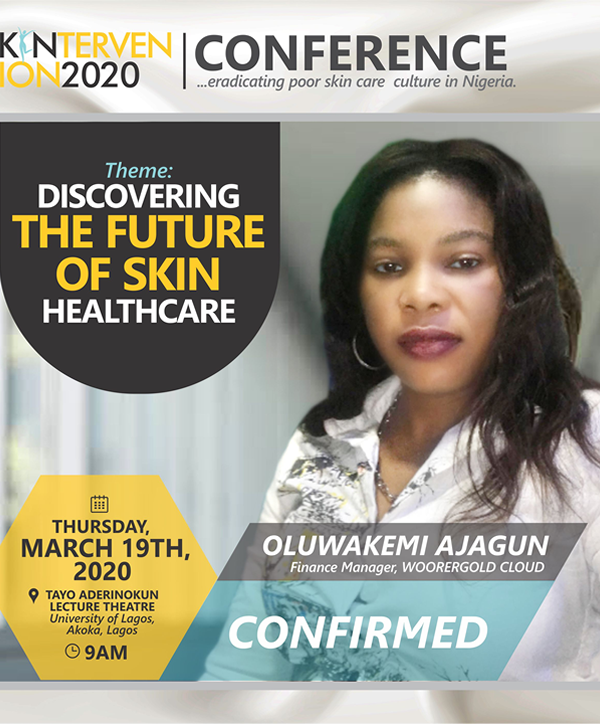 KINTERVEN
ION2020
CONFERENCE
...eradicating poor skin care culture in Nigeria.
Theme:
DISCOVERING
THE FUTURE
OF SKIN
HEALTHCARE
THURSDAY,
MARCH 19TH,
2020
TAYO ADERINOKUN
LECTURE THEATRE
University of Lagos,
Akoka, Lagos
9AM
OLUWAKEMI AJAGUN
Finance Manager, WOORERGOLD CLOUD
CONFIRMED